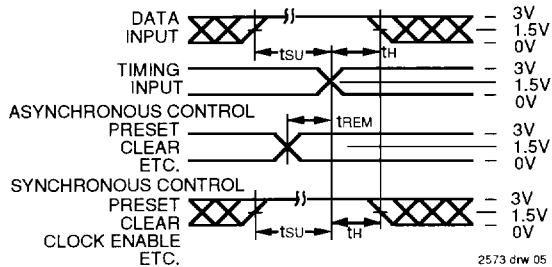 DATA
INPUT
3V
1.5V
0V
tSU
tH
TIMING
INPUT
3V
1.5V
0V
ASYNCHRONOUS CONTROL
PRESET
CLEAR
ETC.
tREM
3V
1.5V
0V
SYNCHRONOUS CONTROL
PRESET
CLEAR
CLOCK ENABLE
ETC.
tSU
tH
3V
1.5V
0V
2573 drw 05